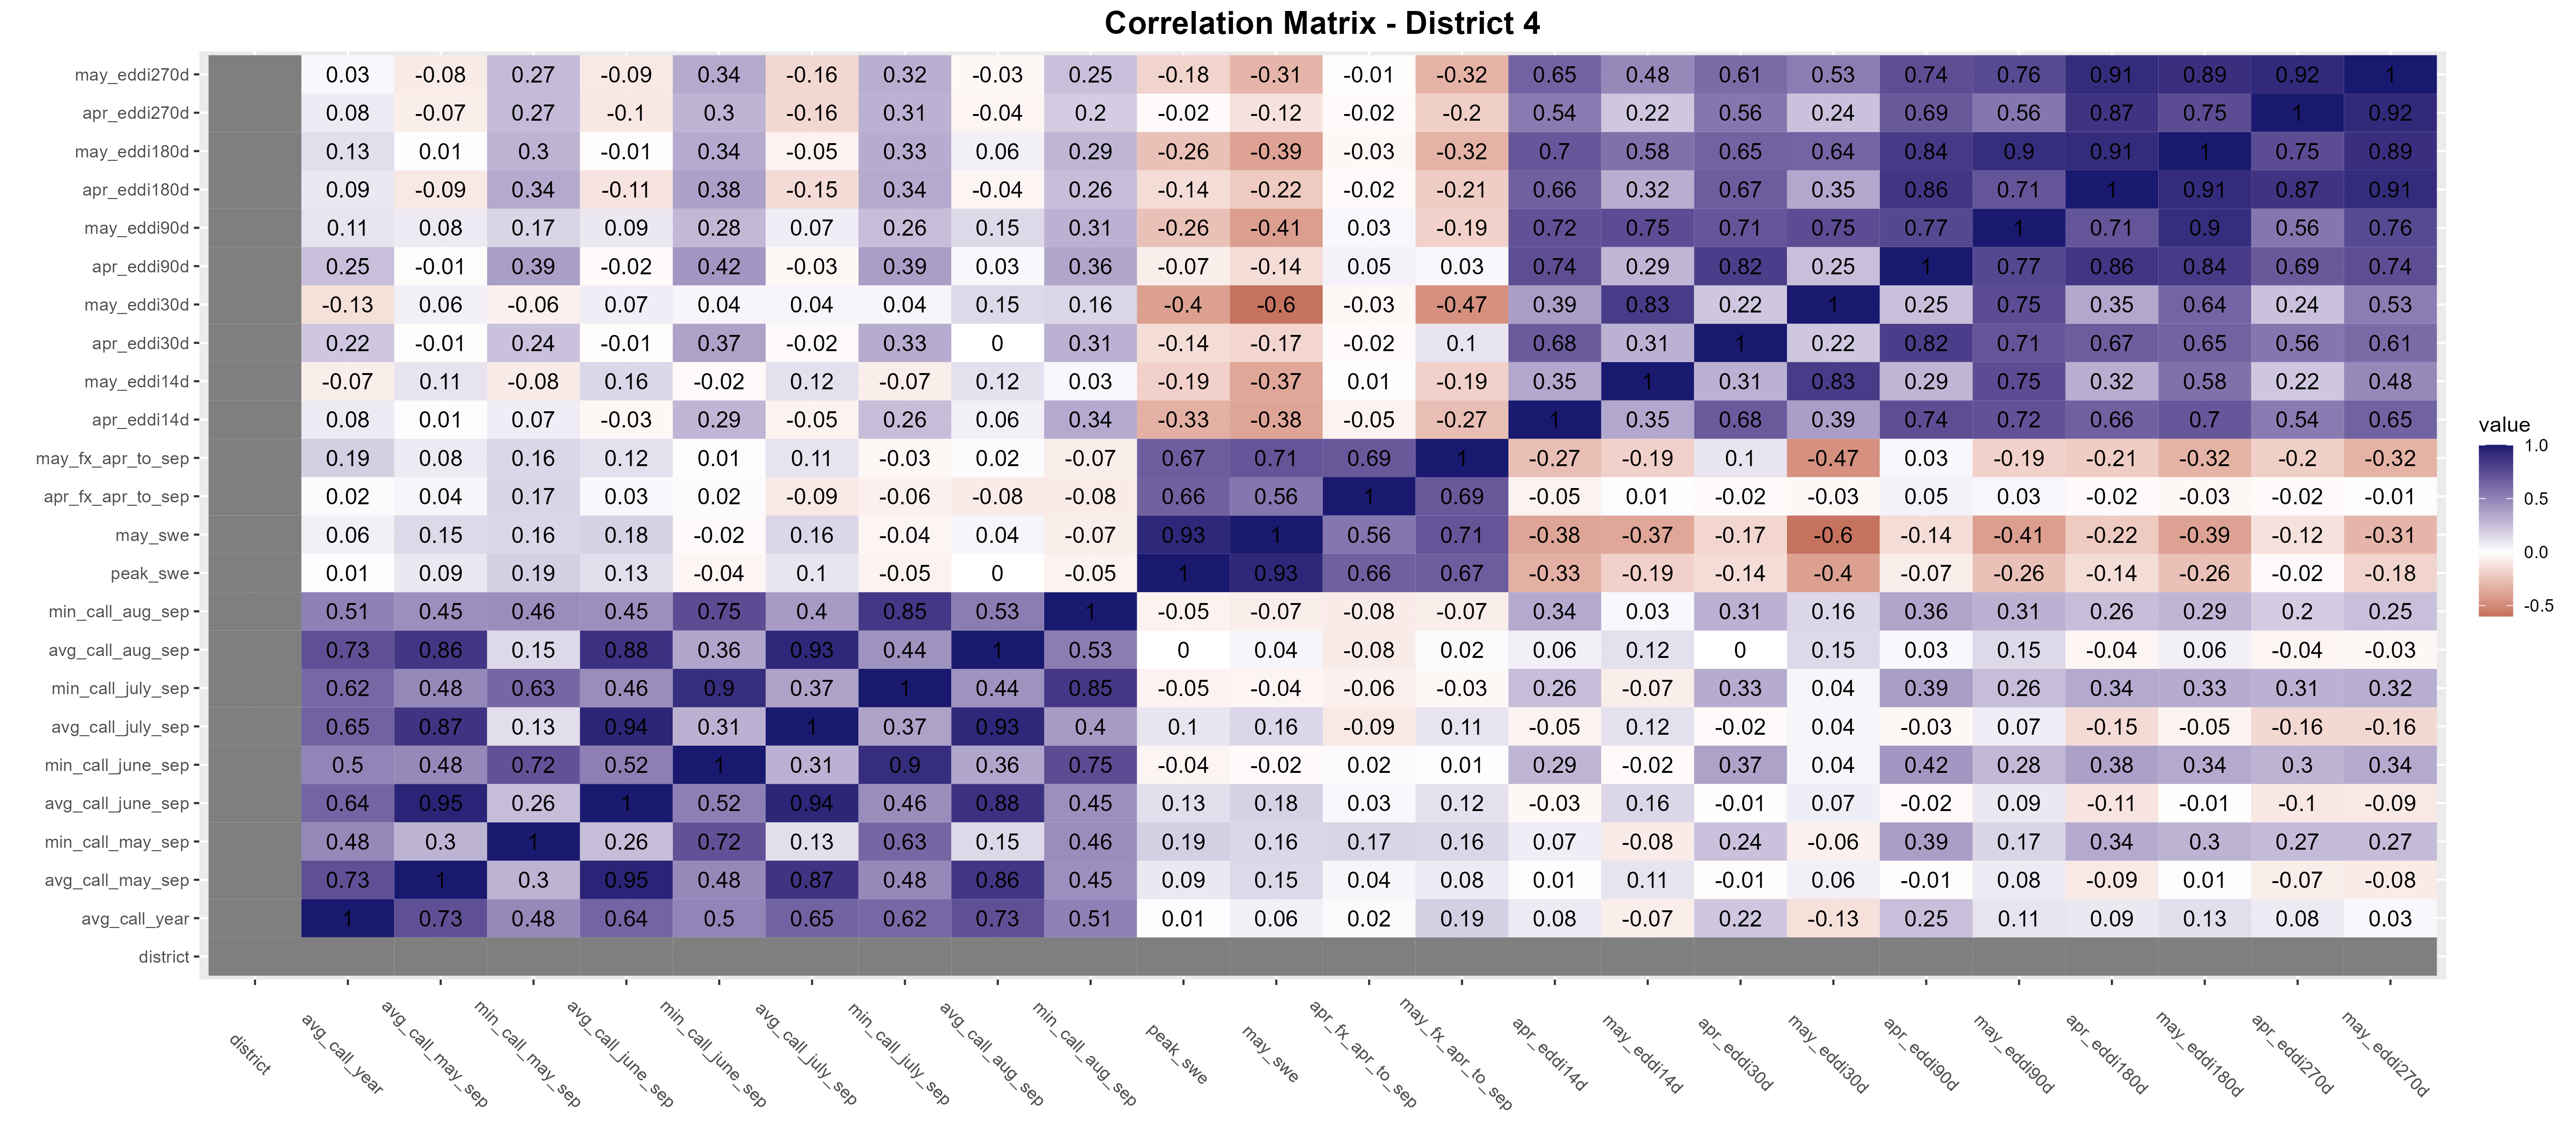 Correlation Matrix - District 4
may_eddi270d 0.03 -0.08 0.27 -0.09 0.34 -0.16 0.32 -0.03 0.25 -0.18 -0.31 -0.01 -0.32 0.65 0.48 0.61 0.53 0.74 0.76 0.91 0.89 0.92 1
apr_eddi270d 0.08 -0.07 0.27 -0.1 0.3 -0.16 0.31 -0.04 0.2 -0.02 -0.12 -0.02 -0.2 0.54 0.22 0.56 0.24 0.69 0.56 0.87 0.75 1 0.92
may_eddi180d 0.13 0.01 0.3 -0.01 0.34 -0.05 0.33 0.06 0.29 -0.26 -0.39 -0.03 -0.32 0.7 0.58 0.65 0.64 0.84 0.9 0.91 1 0.75 0.89
apr_eddi180d 0.09 -0.09 0.34 -0.11 0.38 -0.15 0.34 -0.04 0.26 -0.14 -0.22 -0.02 -0.21 0.66 0.32 0.67 0.35 0.86 0.71 1 0.91 0.87 0.91
may_eddi90d 0.11 0.08 0.17 0.09 0.28 0.07 0.26 0.15 0.31 -0.26 -0.41 0.03 -0.19 0.72 0.75 0.71 0.75 0.77 1 0.71 0.9 0.56 0.76
apr_eddi90d 0.25 -0.01 0.39 -0.02 0.42 -0.03 0.39 0.03 0.36 -0.07 -0.14 0.05 0.03 0.74 0.29 0.82 0.25 1 0.77 0.86 0.84 0.69 0.74
may_eddi30d -0.13 0.06 -0.06 0.07 0.04 0.04 0.04 0.15 0.16 -0.4 -0.6 -0.03 -0.47 0.39 0.83 0.22 1 0.25 0.75 0.35 0.64 0.24 0.53
apr_eddi30d 0.22 -0.01 0.24 -0.01 0.37 -0.02 0.33 0 0.31 -0.14 -0.17 -0.02 0.1 0.68 0.31 1 0.22 0.82 0.71 0.67 0.65 0.56 0.61
may_eddi14d -0.07 0.11 -0.08 0.16 -0.02 0.12 -0.07 0.12 0.03 -0.19 -0.37 0.01 -0.19 0.35 1 0.31 0.83 0.29 0.75 0.32 0.58 0.22 0.48
apr_eddi14d 0.08 0.01 0.07 -0.03 0.29 -0.05 0.26 0.06 0.34 -0.33 -0.38 -0.05 -0.27 1 0.35 0.68 0.39 0.74 0.72 0.66 0.7 0.54 0.65
may_fx_apr_to_sep 0.19 0.08 0.16 0.12 0.01 0.11 -0.03 0.02 -0.07 0.67 0.71 0.69 1 -0.27 -0.19 0.1 -0.47 0.03 -0.19 -0.21 -0.32 -0.2 -0.32
apr_fx_apr_to_sep 0.02 0.04 0.17 0.03 0.02 -0.09 -0.06 -0.08 -0.08 0.66 0.56 1 0.69 -0.05 0.01 -0.02 -0.03 0.05 0.03 -0.02 -0.03 -0.02 -0.01
may_swe 0.06 0.15 0.16 0.18 -0.02 0.16 -0.04 0.04 -0.07 0.93 1 0.56 0.71 -0.38 -0.37 -0.17 -0.6 -0.14 -0.41 -0.22 -0.39 -0.12 -0.31
peak_swe 0.01 0.09 0.19 0.13 -0.04 0.1 -0.05 0 -0.05 1 0.93 0.66 0.67 -0.33 -0.19 -0.14 -0.4 -0.07 -0.26 -0.14 -0.26 -0.02 -0.18
min_call_aug_sep 0.51 0.45 0.46 0.45 0.75 0.4 0.85 0.53 1 -0.05 -0.07 -0.08 -0.07 0.34 0.03 0.31 0.16 0.36 0.31 0.26 0.29 0.2 0.25
avg_call_aug_sep 0.73 0.86 0.15 0.88 0.36 0.93 0.44 1 0.53 0 0.04 -0.08 0.02 0.06 0.12 0 0.15 0.03 0.15 -0.04 0.06 -0.04 -0.03
min_call_july_sep 0.62 0.48 0.63 0.46 0.9 0.37 1 0.44 0.85 -0.05 -0.04 -0.06 -0.03 0.26 -0.07 0.33 0.04 0.39 0.26 0.34 0.33 0.31 0.32
avg_call_july_sep 0.65 0.87 0.13 0.94 0.31 1 0.37 0.93 0.4 0.1 0.16 -0.09 0.11 -0.05 0.12 -0.02 0.04 -0.03 0.07 -0.15 -0.05 -0.16 -0.16
min_call_june_sep 0.5 0.48 0.72 0.52 1 0.31 0.9 0.36 0.75 -0.04 -0.02 0.02 0.01 0.29 -0.02 0.37 0.04 0.42 0.28 0.38 0.34 0.3 0.34
avg_call_june_sep 0.64 0.95 0.26 1 0.52 0.94 0.46 0.88 0.45 0.13 0.18 0.03 0.12 -0.03 0.16 -0.01 0.07 -0.02 0.09 -0.11 -0.01 -0.1 -0.09
min_call_may_sep 0.48 0.3 1 0.26 0.72 0.13 0.63 0.15 0.46 0.19 0.16 0.17 0.16 0.07 -0.08 0.24 -0.06 0.39 0.17 0.34 0.3 0.27 0.27
avg_call_may_sep 0.73 1 0.3 0.95 0.48 0.87 0.48 0.86 0.45 0.09 0.15 0.04 0.08 0.01 0.11 -0.01 0.06 -0.01 0.08 -0.09 0.01 -0.07 -0.08
avg_call_year 1 0.73 0.48 0.64 0.5 0.65 0.62 0.73 0.51 0.01 0.06 0.02 0.19 0.08 -0.07 0.22 -0.13 0.25 0.11 0.09 0.13 0.08 0.03
district
district avg_call_year avg_call_may_sep min_call_may_sep avg_call_june_sep min_call_june_sep avg_call_july_sep min_call_july_sep avg_call_aug_sep min_call_aug_sep peak_swe may_swe apr_fx_apr_to_sep may_fx_apr_to_sep apr_eddi14d may_eddi14d apr_eddi30d may_eddi30d apr_eddi90d may_eddi90d apr_eddi180d may_eddi180d apr_eddi270d may_eddi270d
value
1.0
0.5
0.0
-0.5